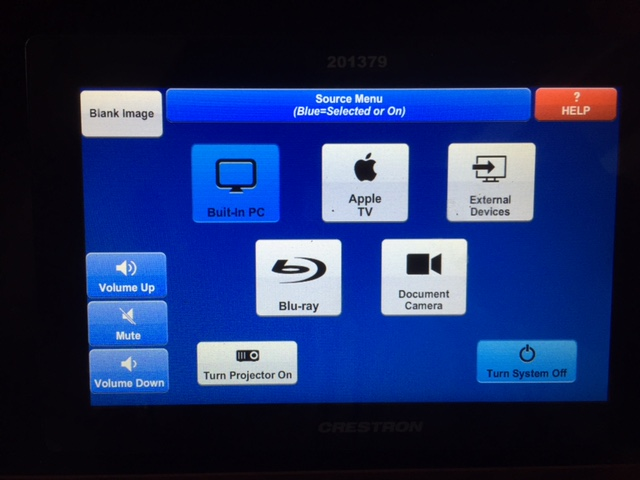 201379
Blank Image
Source Menu
(Blue=Selected or On)
?
HELP
Built-in PC
Apple
TV
External
Devices
Volume Up
Blu-ray
Document
Camera
Mute
Volume Down
Turn Projector On
Turn System Off
CRESTRON